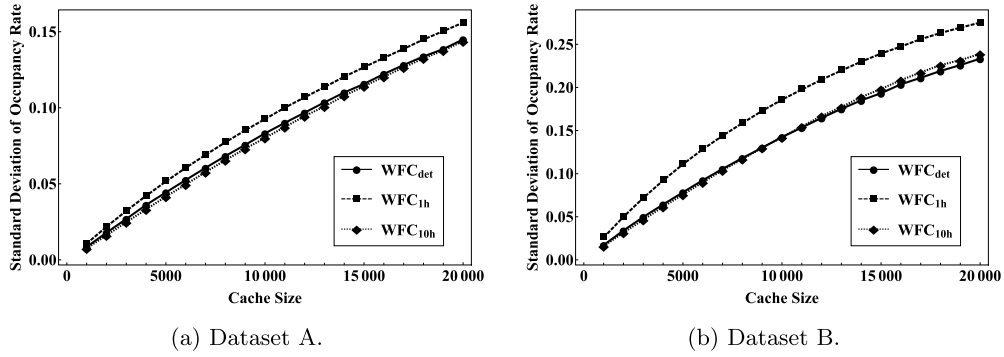 Standard Deviation of Occupancy Rate
0.15
0.10
0.05
0.00
0 5000 10 000 15 000 20 000
Cache Size
WFCdet
WFC1h
WFC10h
(a) Dataset A.
Standard Deviation of Occupancy Rate
0.25
0.20
0.15
0.10
0.05
0.00
0 5000 10 000 15 000 20 000
Cache Size
WFCdet
WFC1h
WFC10h
(b) Dataset B.